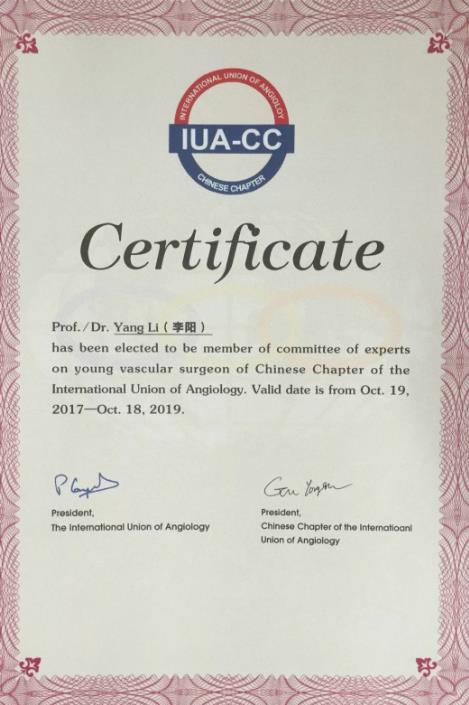 INTERNATIONAL UNION OF ANGIOLOY
IUA-CC
CHINESE CHAPTER
Certificate
Prof./Dr. Yang Li（李阳）
has been elected to be member of committee of experts
on young vascular surgeon of Chinese Chapter of the
International Union of Angiology. Valid date is from Oct. 19,
2017—Oct. 18, 2019.
President,
The International Union of Angiology
President,
Chinese Chapter of the Internatioanl
Union of Angiology